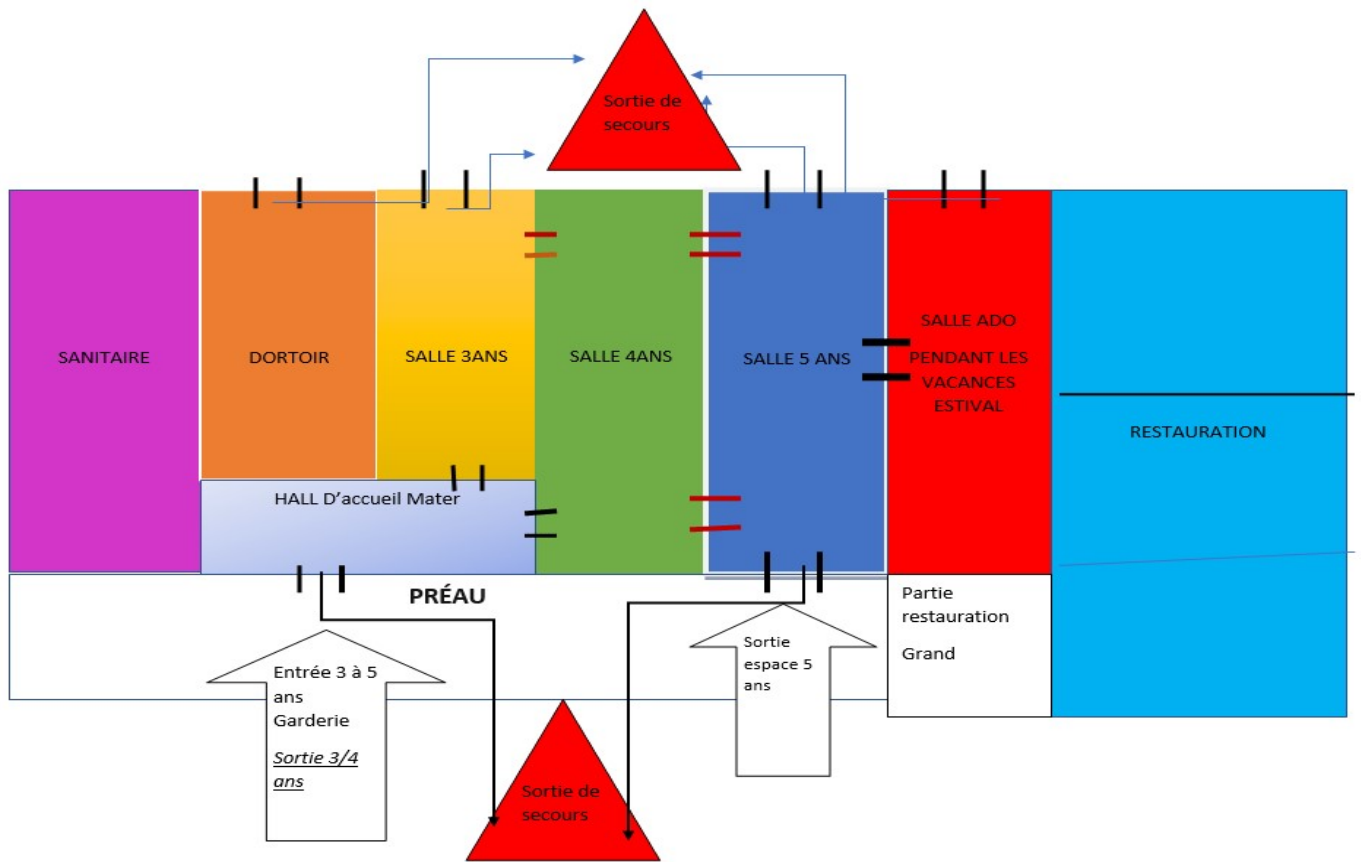 Sortie de
secours
SANITAIRE
DORTOIR
SALLE 3ANS
SALLE 4ANS
SALLE 5 ANS
SALLE ADO
PENDANT LES
VACANCES
ESTIVAL
RESTAURATION
HALL D’accueil Mater
PRÉAU
Entrée 3 à 5
ans
Garderie
Sortie 3/4
ans
Sortie
espace 5
ans
Partie
restauration
Grand
Sortie de
secours